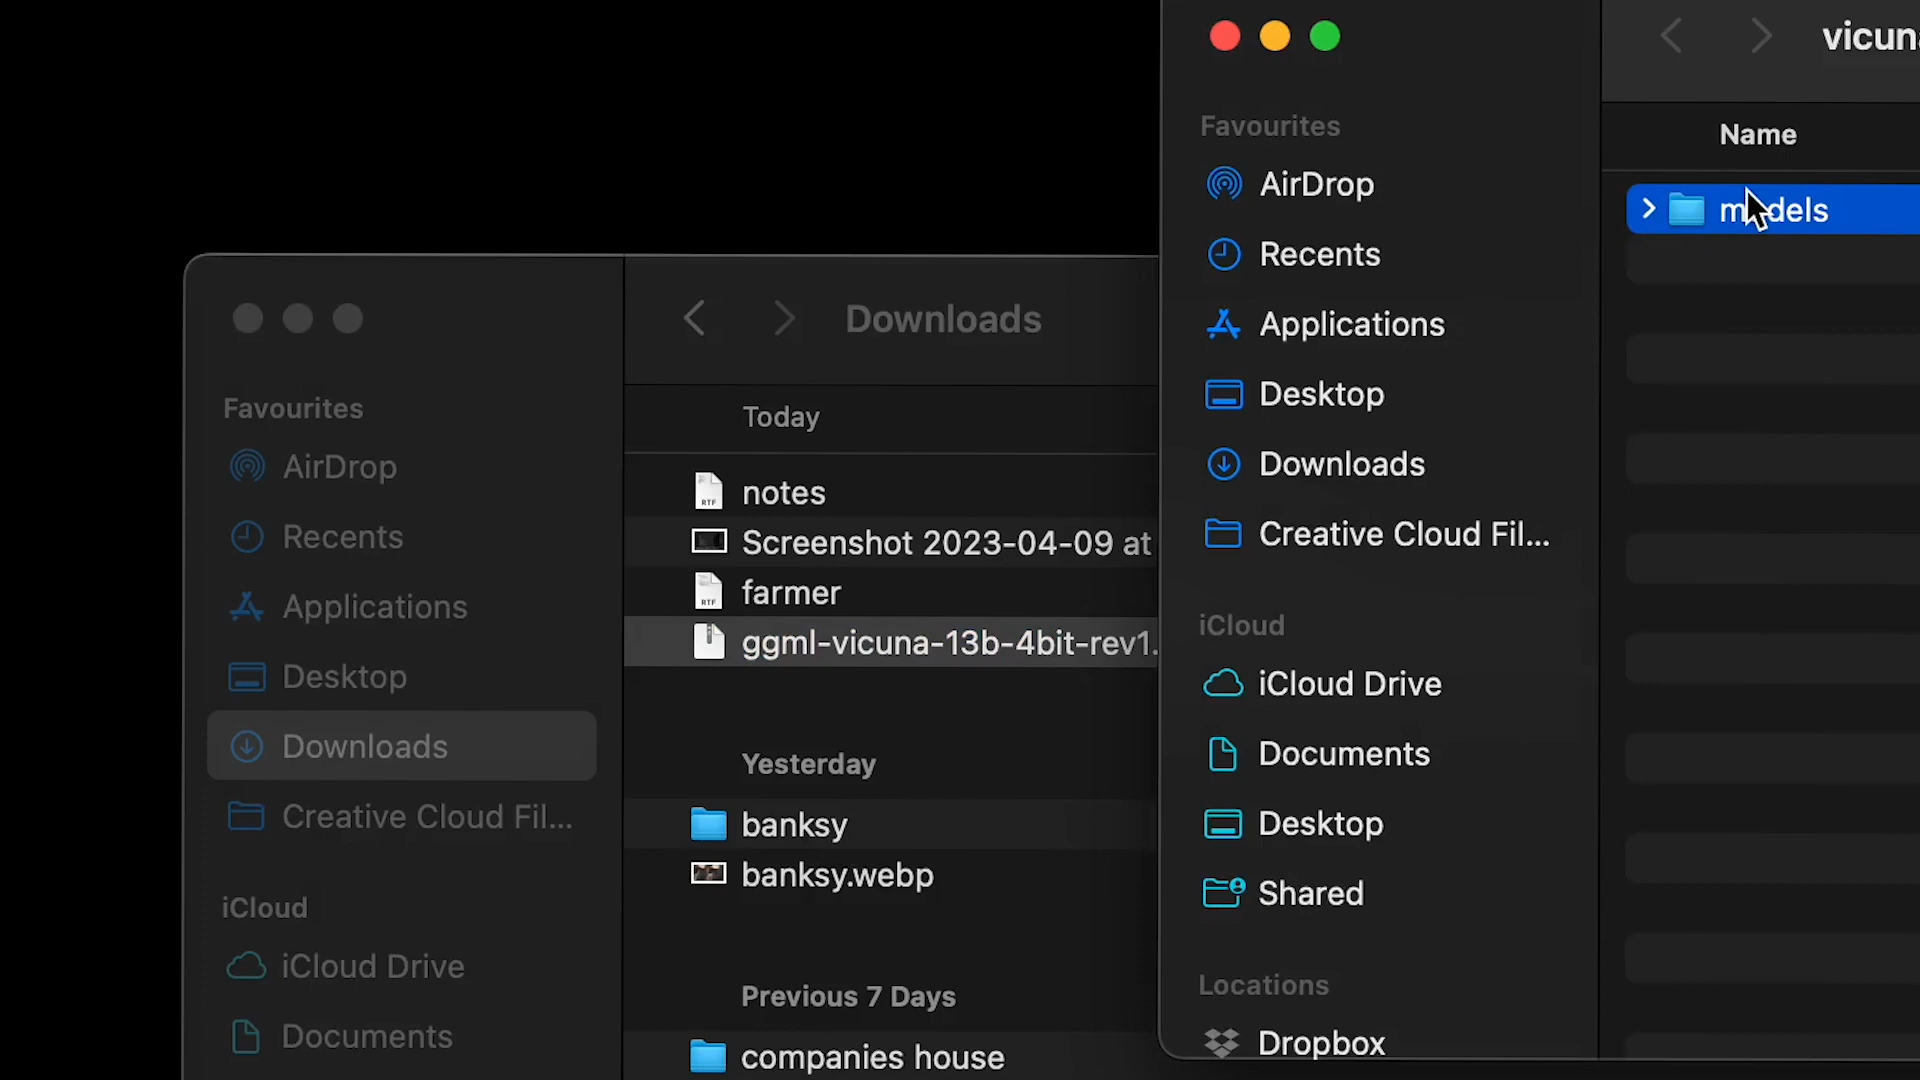 Favourites
AirDrop
Recents
Applications
Desktop
Downloads
Creative Cloud Fil...
iCloud
iCloud Drive
Documents
Downloads
Today
notes
Screenshot 2023-04-09 at
farmer
ggml-vicuna-13b-4bit-rev1.
Yesterday
banksy
banksy.webp
Previous 7 Days
companies house
Favourites
AirDrop
Recents
Applications
Desktop
Downloads
Creative Cloud Fil...
iCloud
iCloud Drive
Documents
Desktop
Shared
Locations
Dropbox
vicuna
Name
models